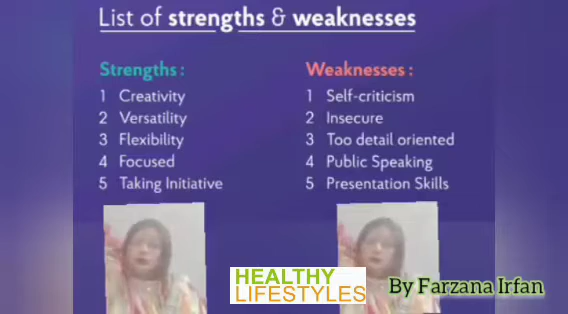 List of strengths & weaknesses
Strengths :
1 Creativity
2 Versatility
3 Flexibility
4 Focused
5 Taking Initiative
Weaknesses :
1 Self-criticism
2 Insecure
3 Too detail oriented
4 Public Speaking
5 Presentation Skills
HEALTHY
LIFESTYLES
By Farzana Irfan